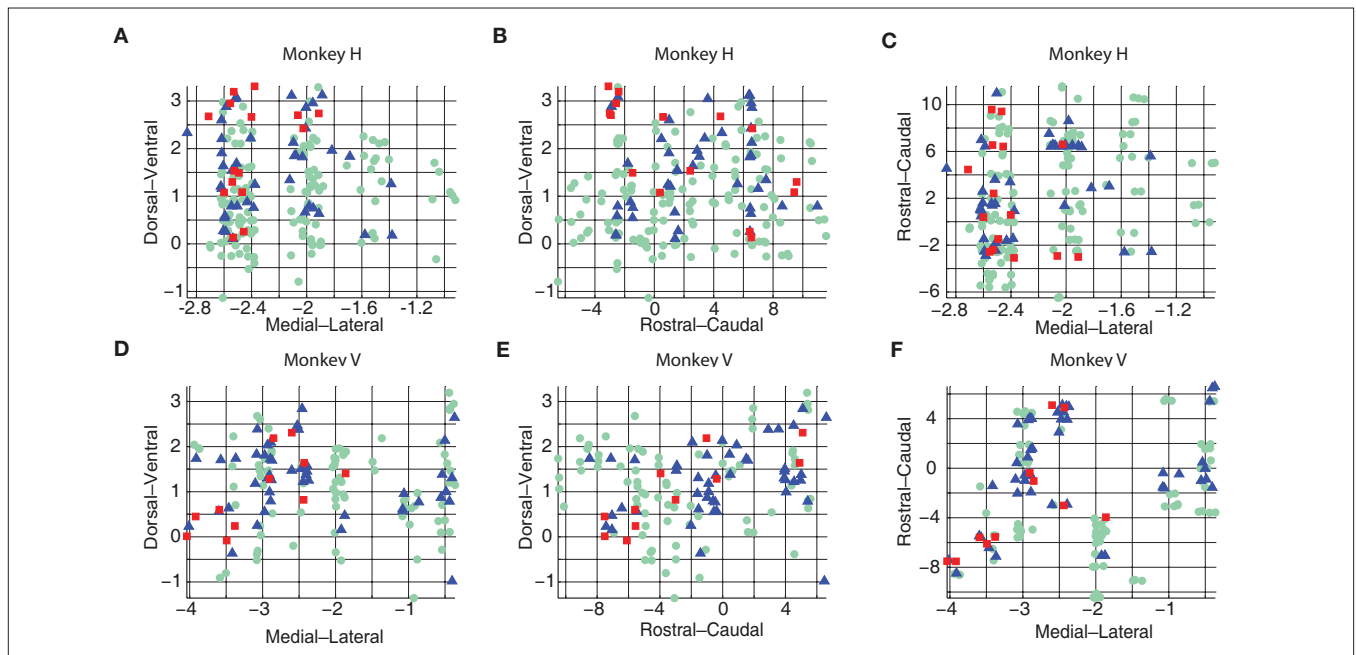 A
Monkey H
B
Monkey H
C
Monkey H
Dorsal–Ventral
3
2
1
0
−1
-2.8
-2.4
-2
-1.6
-1.2
Medial–Lateral
Dorsal–Ventral
3
2
1
0
−1
−4
0
4
8
Rostral–Caudal
Rostral–Caudal
10
6
2
−2
−6
-2.8
-2.4
-2
-1.6
-1.2
Medial–Lateral
D
Monkey V
E
Monkey V
F
Monkey V
Dorsal–Ventral
3
2
1
0
−1
−4
−3
−2
−1
Medial–Lateral
Dorsal–Ventral
3
2
1
0
−1
−8
−4
0
4
Rostral–Caudal
Rostral–Caudal
4
0
−4
−8
−4
−3
−2
−1
Medial–Lateral